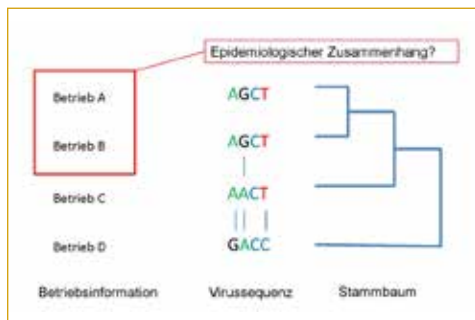 Epidemiologischer Zusammenhang?
Betrieb A AGCT
Betrieb B AGCT
Betrieb C AACT
Betrieb D GACC
Betriebsinformation Virussequenz Stammbaum